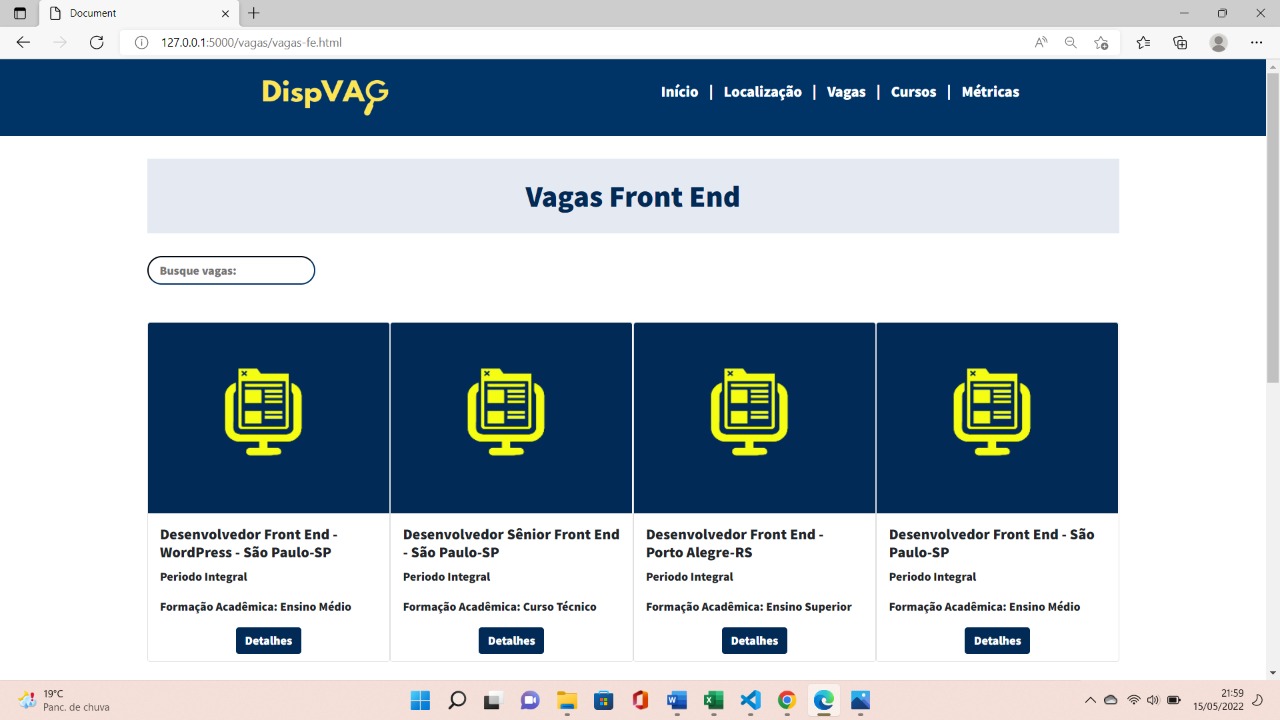 Document
127.0.0.1:5000/vagas/vagas-fe.html
DispVAG
Início | Localização | Vagas | Cursos | Métricas
Vagas Front End
Busque vagas:
Desenvolvedor Front End -
WordPress - São Paulo-SP
Periodo Integral
Formação Acadêmica: Ensino Médio
Detalhes
Desenvolvedor Sênior Front End
- São Paulo-SP
Periodo Integral
Formação Acadêmica: Curso Técnico
Detalhes
Desenvolvedor Front End -
Porto Alegre-RS
Periodo Integral
Formação Acadêmica: Ensino Superior
Detalhes
Desenvolvedor Front End - São
Paulo-SP
Periodo Integral
Formação Acadêmica: Ensino Médio
Detalhes
19°C
Panc. de chuva
21:59
15/05/2022